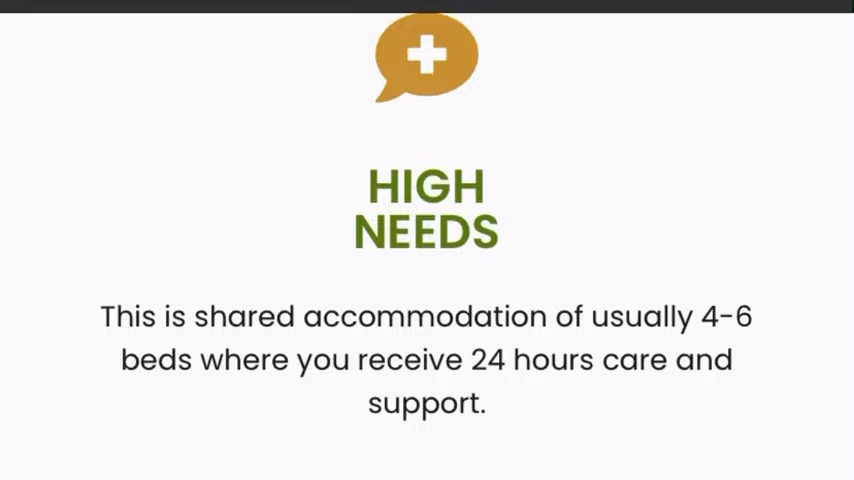 HIGH
NEEDS
This is shared accommodation of usually 4-6
beds where you receive 24 hours care and
support.